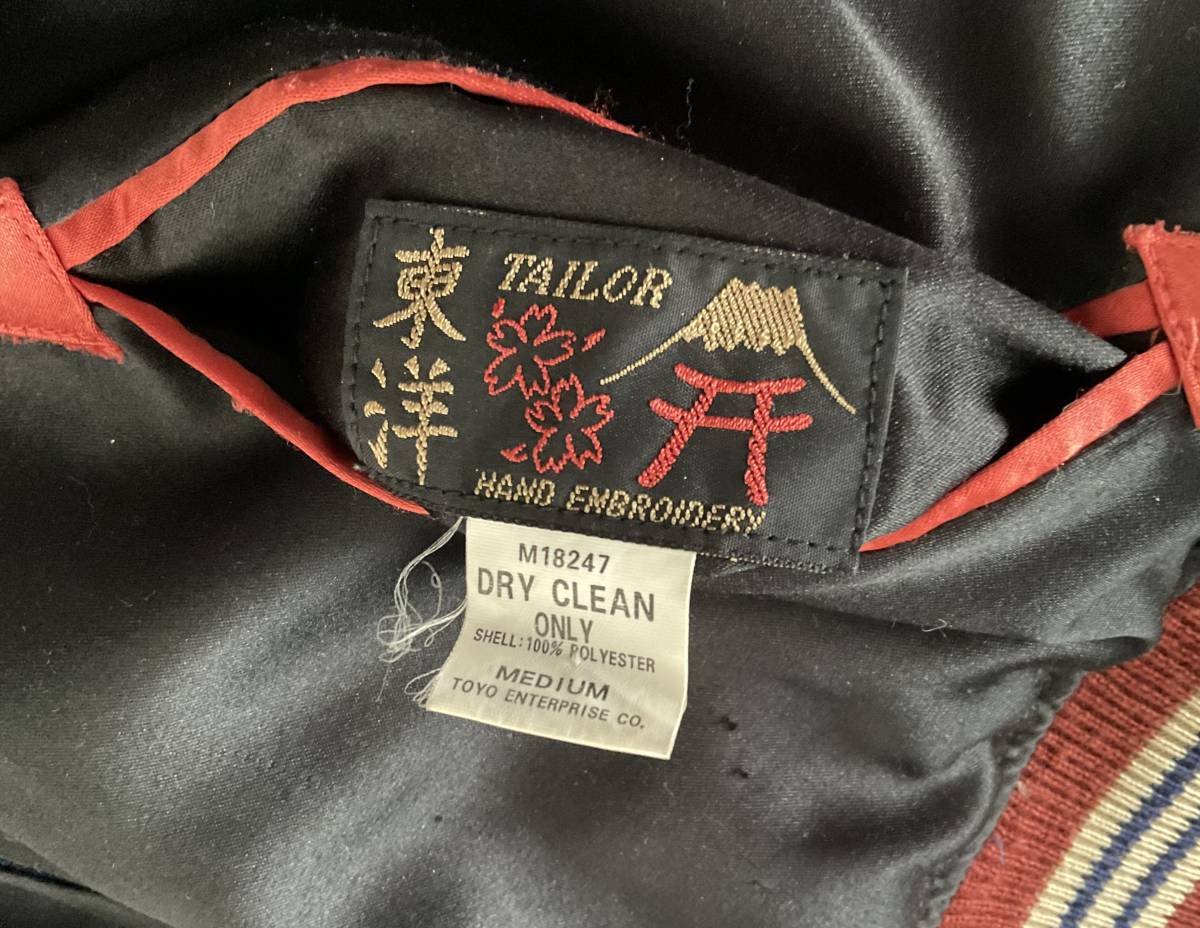 東洋
TAILOR
HAND EMBROIDERY
M18247
DRY CLEAN
ONLY
SHELL:100% POLYESTER
MEDIUM
TOYO ENTERPRISE CO.